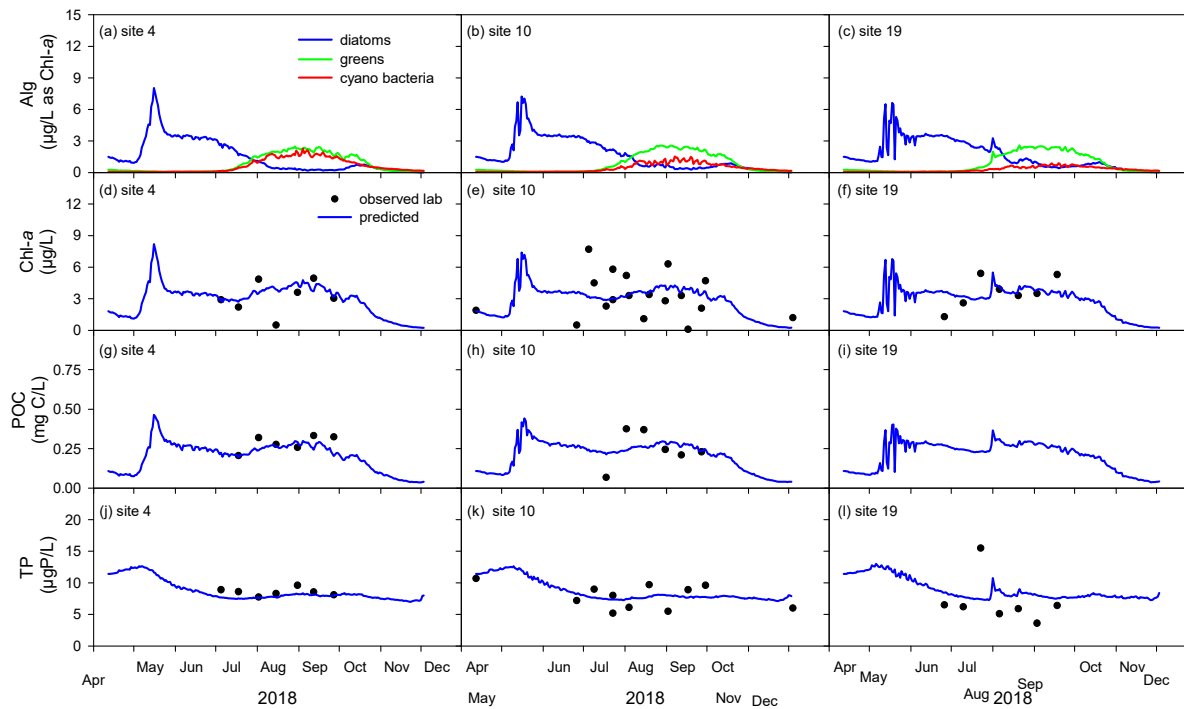 15
12
9
6
3
0
Alg
(µg/L as Chl-a)
(a) site 4
diatoms
greens
cyano bacteria
(b) site 10
(c) site 19
12
9
6
3
0
Chl-a
(µg/L)
(d) site 4
observed lab
predicted
(e) site 10
(f) site 19
0.75
0.50
0.25
0.00
POC
(mg C/L)
(g) site 4
(h) site 10
(i) site 19
20
15
10
5
0
TP
(µgP/L)
(j) site 4
(k) site 10
(l) site 19
Apr May Jun Jul Aug Sep Oct Nov Dec
2018
Apr May Jun Jul Aug Sep Oct Nov Dec
2018
Apr May Jun Jul Aug Sep Oct Nov Dec
2018